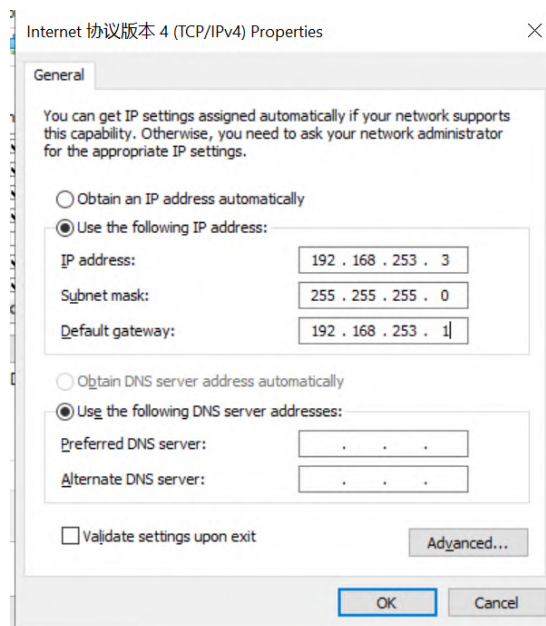 Internet 协议版本 4 (TCP/IPv4) Properties
General
You can get IP settings assigned automatically if your network supports
this capability. Otherwise, you need to ask your network administrator
for the appropriate IP settings.
Obtain an IP address automatically
Use the following IP address:
IP address: 192 . 168 . 253 . 3
Subnet mask: 255 . 255 . 255 . 0
Default gateway: 192 . 168 . 253 . 1
Obtain DNS server address automatically
Use the following DNS server addresses:
Preferred DNS server: . . .
Alternate DNS server: . . .
Validate settings upon exit
Advanced...
OK Cancel